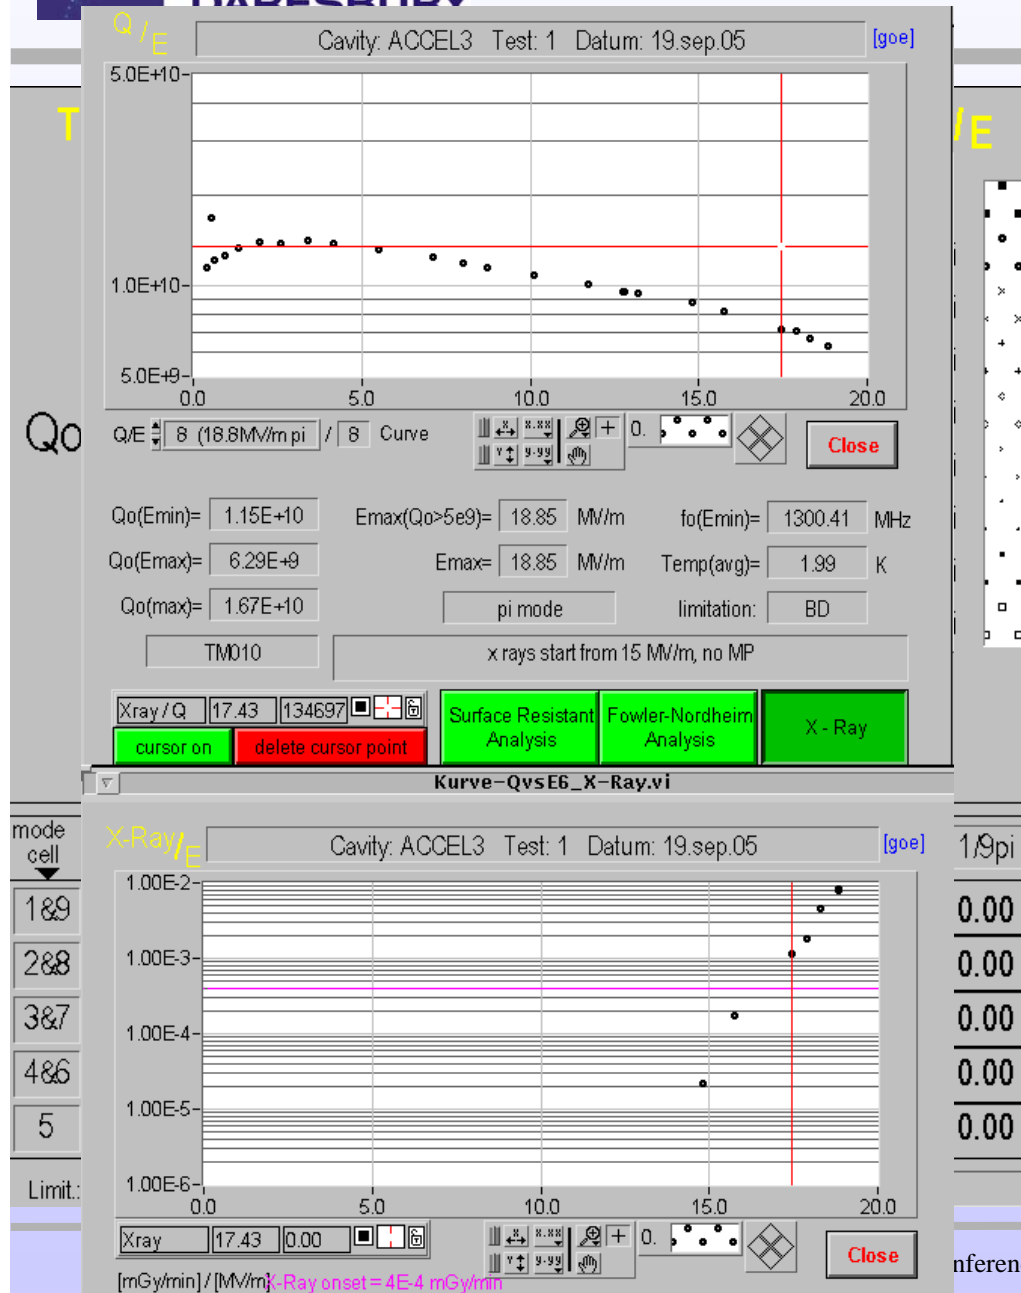 DARESBURY
Q/E
Cavity: ACCEL3 Test: 1 Datum: 19.sep.05 [goe]
T
/E
5.0E+10
1.0E+10
5.0E+9
0.0 5.0 10.0 15.0 20.0
Qo
Q/E 8 (18.8MV/m pi / 8 Curve
x.xx
y.yy
0.
Close
Qo(Emin)= 1.15E+10 Emax(Qo>5e9)= 18.85 MV/m fo(Emin)= 1300.41 MHz
Qo(Emax)= 6.29E+9 Emax= 18.85 MV/m Temp(avg)= 1.99 K
Qo(max)= 1.67E+10 pi mode limitation: BD
TM010 x rays start from 15 MV/m, no MP
Xray / Q 17.43 134697
cursor on delete cursor point
Surface Resistant Analysis
Fowler-Nordheim Analysis
X - Ray
Kurve-QvsE6_X-Ray.vi
mode
cell
1&9
2&8
3&7
4&6
5
Limit.:
1/9pi
0.00
0.00
0.00
0.00
0.00
X-Ray/E
Cavity: ACCEL3 Test: 1 Datum: 19.sep.05 [goe]
1.00E-2
1.00E-3
1.00E-4
1.00E-5
1.00E-6
0.0 5.0 10.0 15.0 20.0
Xray 17.43 0.00
x.xx
y.yy
0.
Close
[mGy/min] / [MV/m]
X-Ray onset = 4E-4 mGy/min
nferen